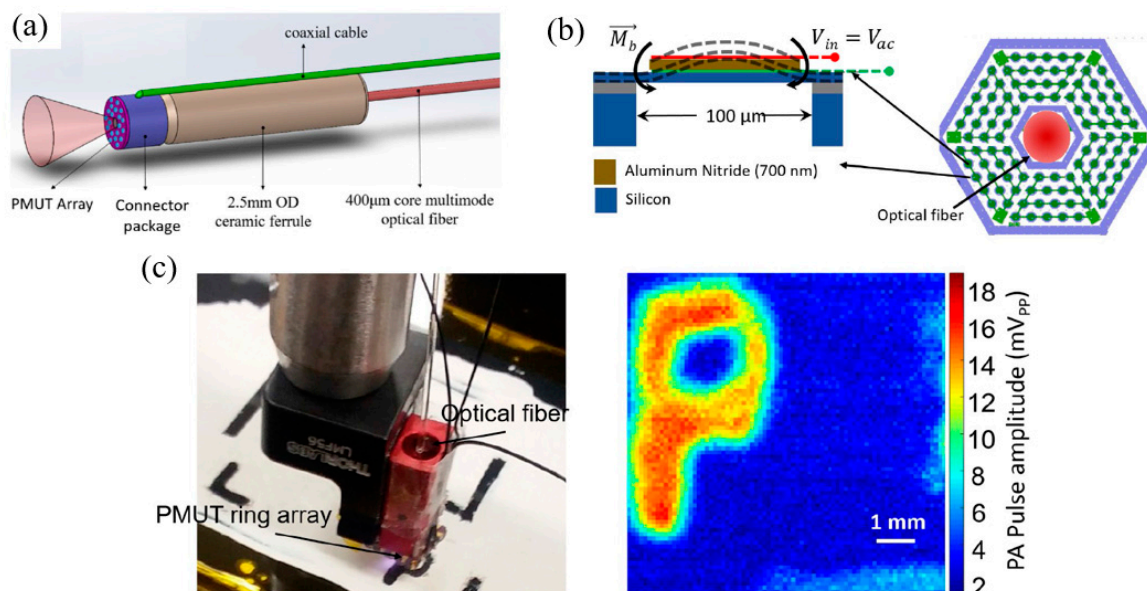 (a)
coaxial cable
PMUT Array
Connector
package
2.5mm OD
ceramic ferrule
400μm core multimode
optical fiber
(b)
M_b
V_in = V_ac
100 μm
Aluminum Nitride (700 nm)
Silicon
Optical fiber
(c)
Optical fiber
THORLABS
LMF56
PMUT ring array
1 mm
18
16
14
12
10
8
6
4
2
PA Pulse amplitude (mV_PP)